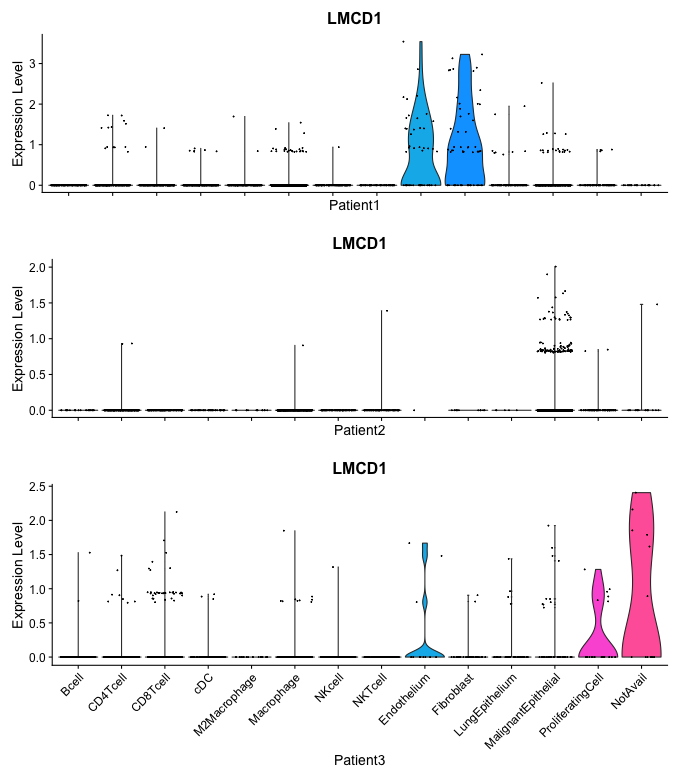 LMCD1
Expression Level
3
2
1
0
Patient1
LMCD1
Expression Level
2.0
1.5
1.0
0.5
0.0
Patient2
LMCD1
Expression Level
2.5
2.0
1.5
1.0
0.5
0.0
Bcell
CD4Tcell
CD8Tcell
cDC
M2Macrophage
Macrophage
NKcell
NKTcell
Endothelium
Fibroblast
LungEpithelium
MalignantEpithelial
ProliferatingCell
NotAvail
Patient3